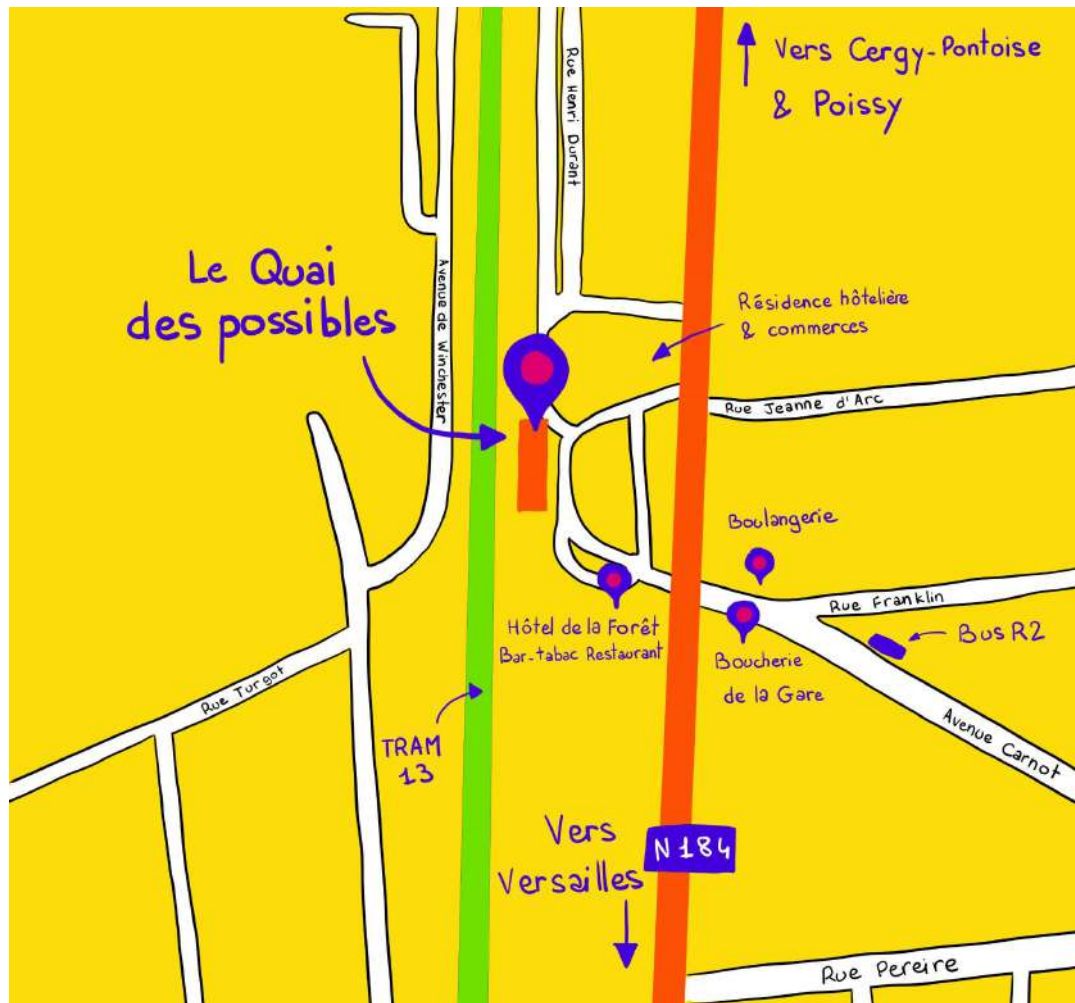 Vers Cergy-Pontoise
& Poissy
Rue Henri Durant
Le Quai
des possibles
Avenue de Winchester
Résidence hôtelière
& commerces
Rue Jeanne d'Arc
Boulangerie
Rue Franklin
Bus R2
Hôtel de la Forêt
Bar-tabac Restaurant
Boucherie
de la Gare
Rue Turgot
Avenue Carnot
TRAM
13
Vers
Versailles
N 184
Rue Pereire